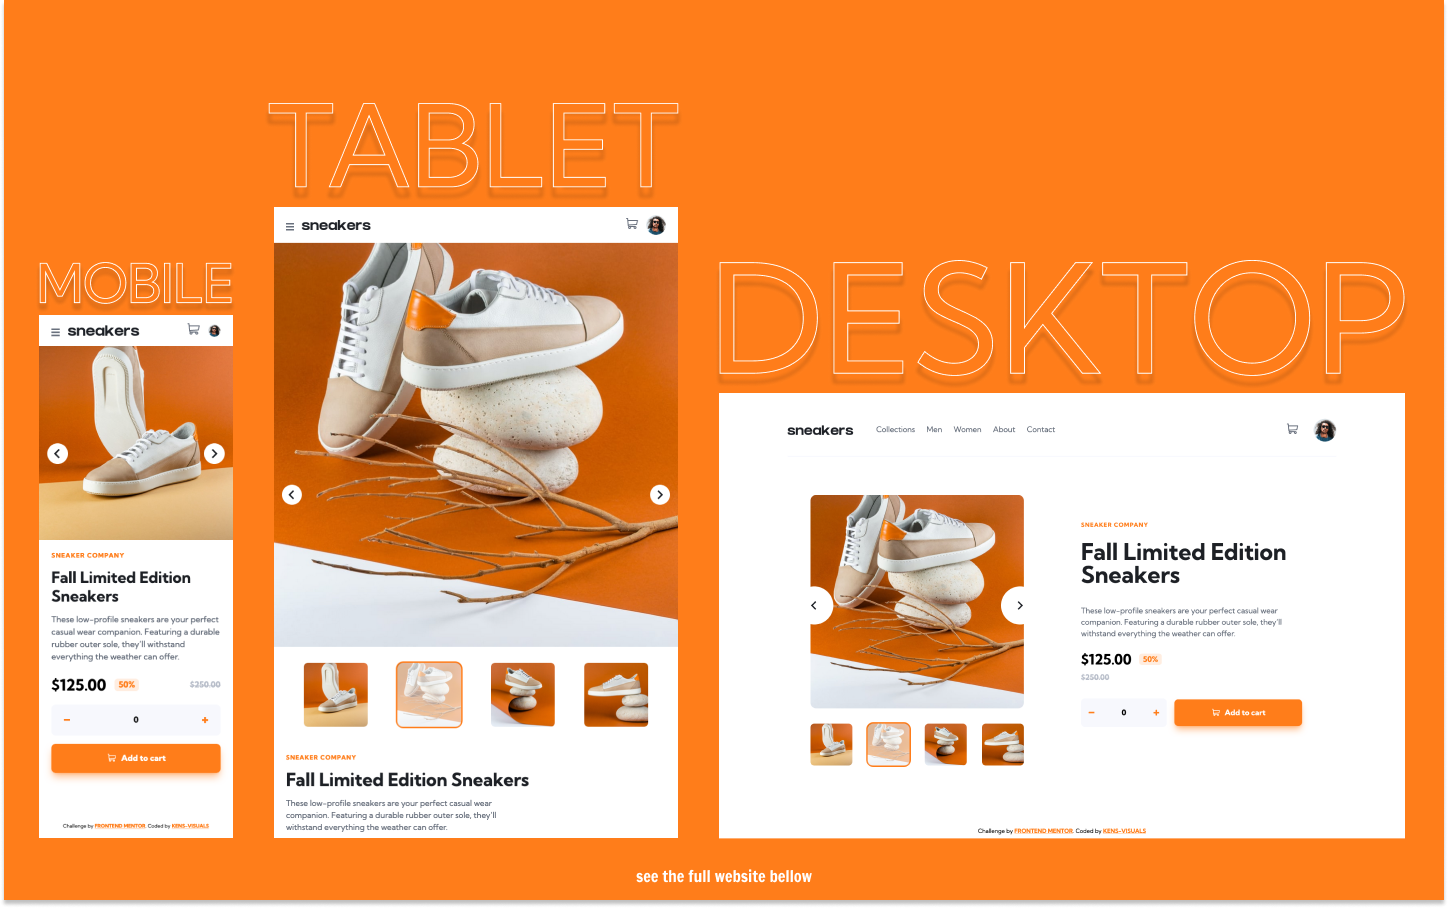 TABLET
MOBILE
DESKTOP
sneakers
SNEAKER COMPANY
Fall Limited Edition
Sneakers
These low-profile sneakers are your perfect
casual wear companion. Featuring a durable
rubber outer sole, they'll withstand
everything the weather can offer.
$125.00 50% $250.00
− 0 +
Add to cart
Challenge by FRONTEND MENTOR. Coded by KENS-VISUALS.
sneakers
SNEAKER COMPANY
Fall Limited Edition Sneakers
These low-profile sneakers are your perfect casual wear
companion. Featuring a durable rubber outer sole, they'll
withstand everything the weather can offer.
sneakers Collections Men Women About Contact
SNEAKER COMPANY
Fall Limited Edition
Sneakers
These low-profile sneakers are your perfect casual wear
companion. Featuring a durable rubber outer sole, they'll
withstand everything the weather can offer.
$125.00 50%
$250.00
− 0 + Add to cart
Challenge by FRONTEND MENTOR. Coded by KENS-VISUALS.
see the full website bellow